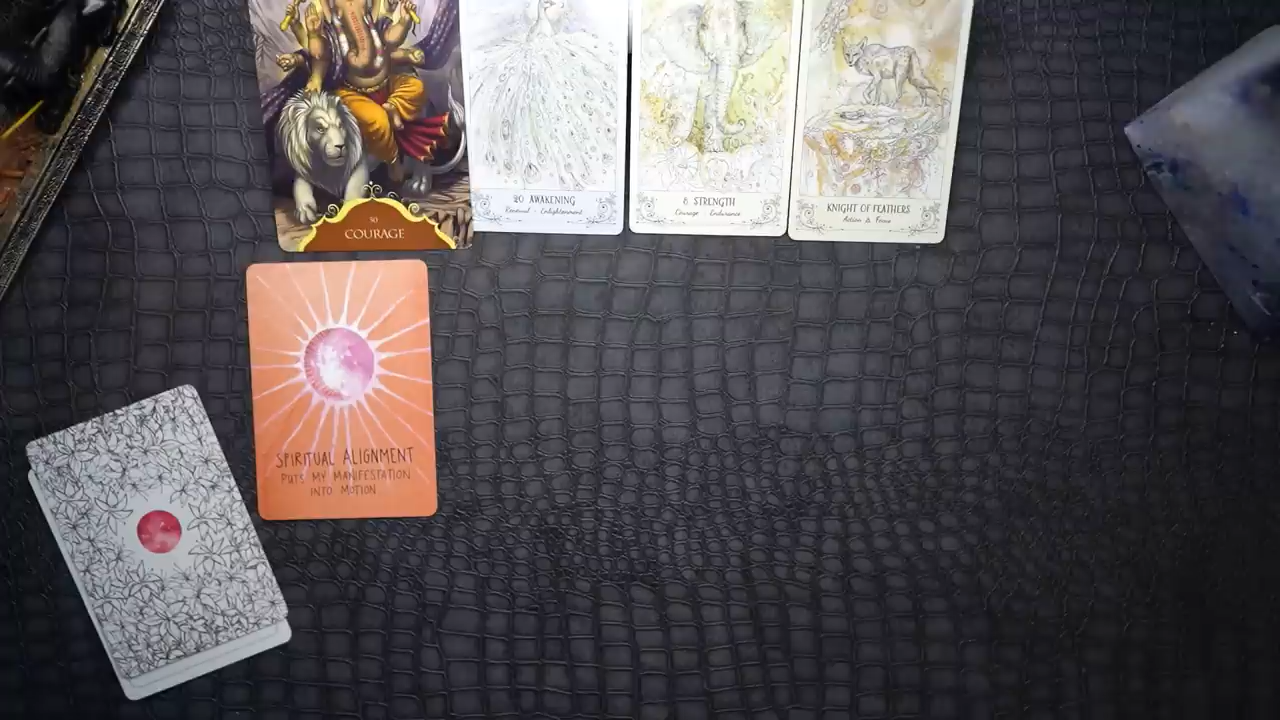 10
COURAGE
20 AWAKENING
Renewal · Enlightenment
8 STRENGTH
Courage Endurance
KNIGHT OF FEATHERS
Action & Focus
SPIRITUAL ALIGNMENT
PUTS MY MANIFESTATION
INTO MOTION